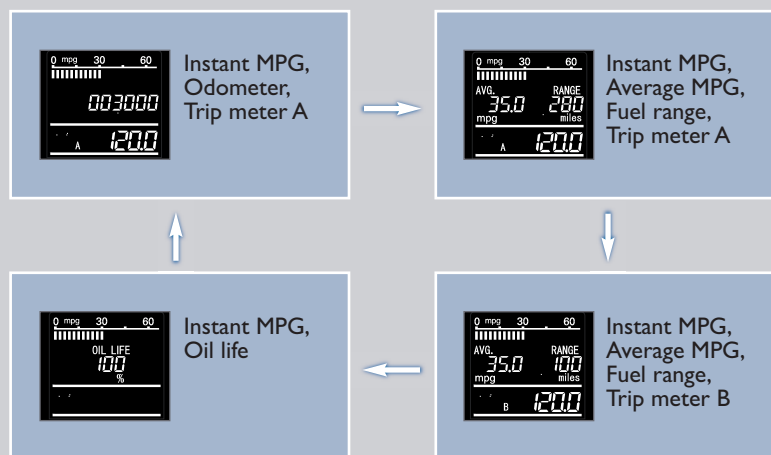 0 mpg 30 60
003000
A 120.0
Instant MPG,
Odometer,
Trip meter A
0 mpg 30 60
AVG. RANGE
35.0 280
mpg miles
A 120.0
Instant MPG,
Average MPG,
Fuel range,
Trip meter A
0 mpg 30 60
OIL LIFE
100
%
Instant MPG,
Oil life
0 mpg 30 60
AVG. RANGE
35.0 100
mpg miles
B 120.0
Instant MPG,
Average MPG,
Fuel range,
Trip meter B